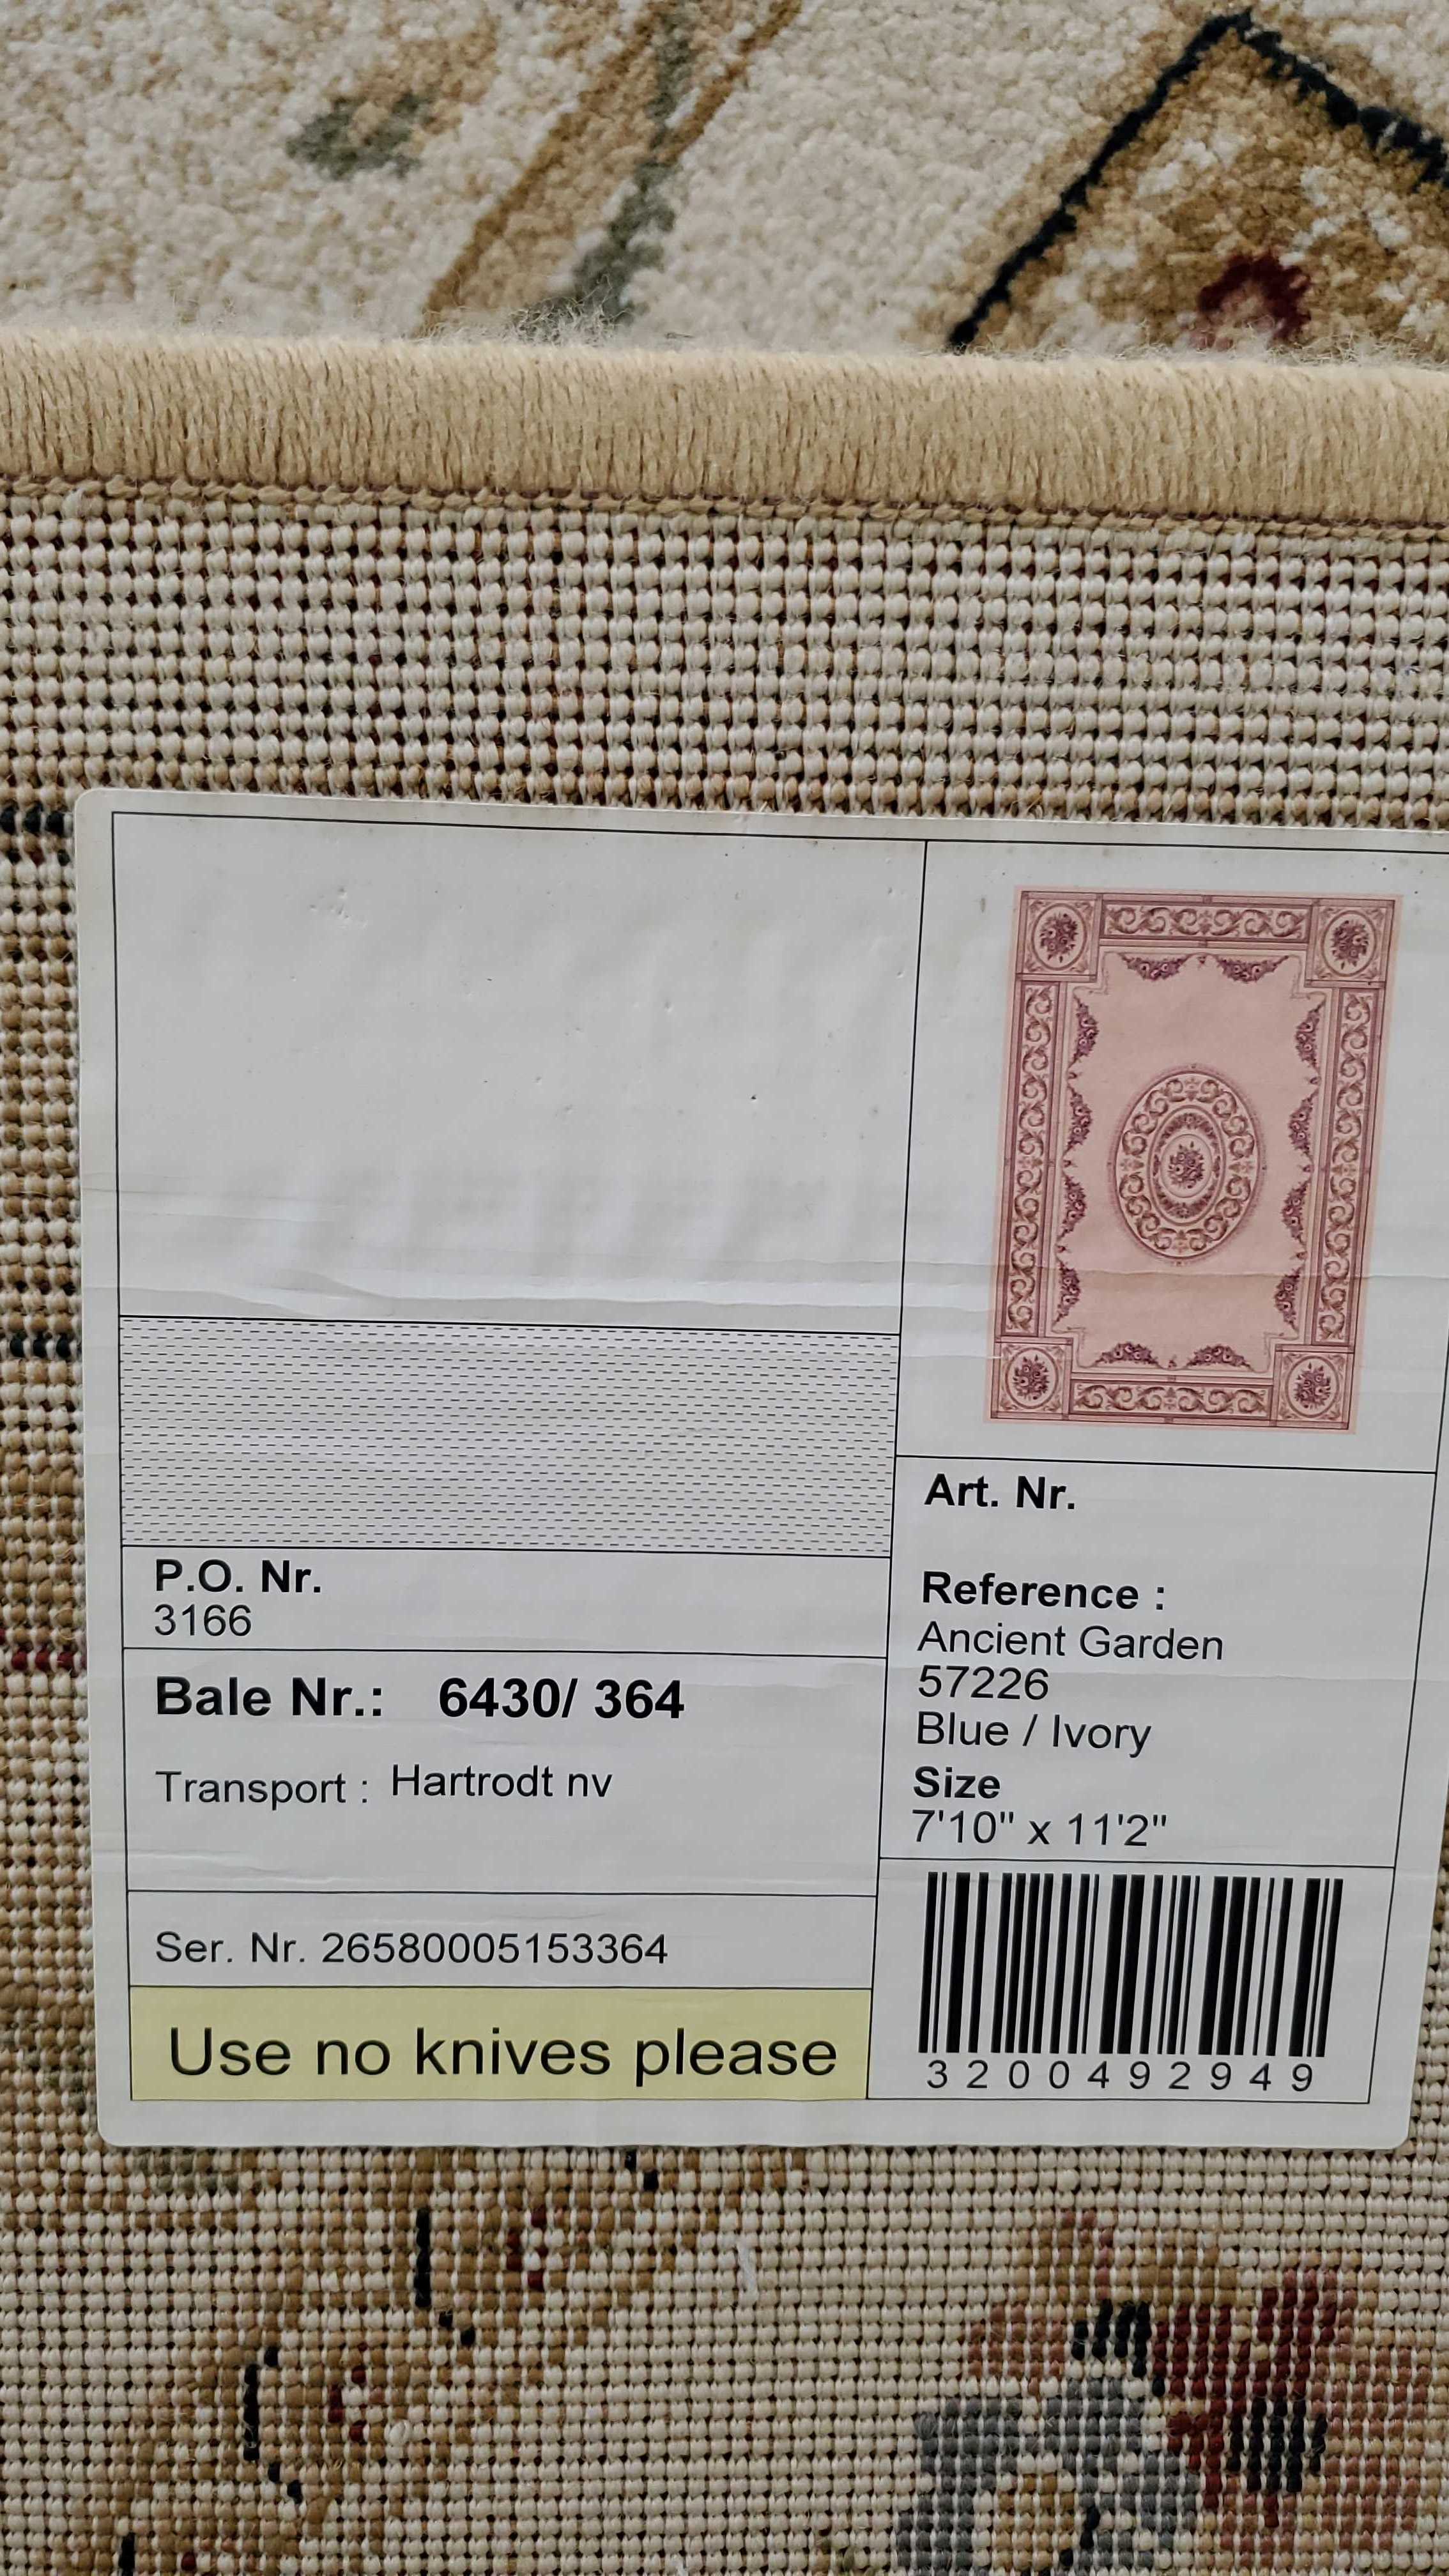 P.O. Nr.
3166
Bale Nr.: 6430/ 364
Transport : Hartrodt nv
Ser. Nr. 26580005153364
Use no knives please
Art. Nr.
Reference :
Ancient Garden
57226
Blue / Ivory
Size
7'10" x 11'2"
3200492949